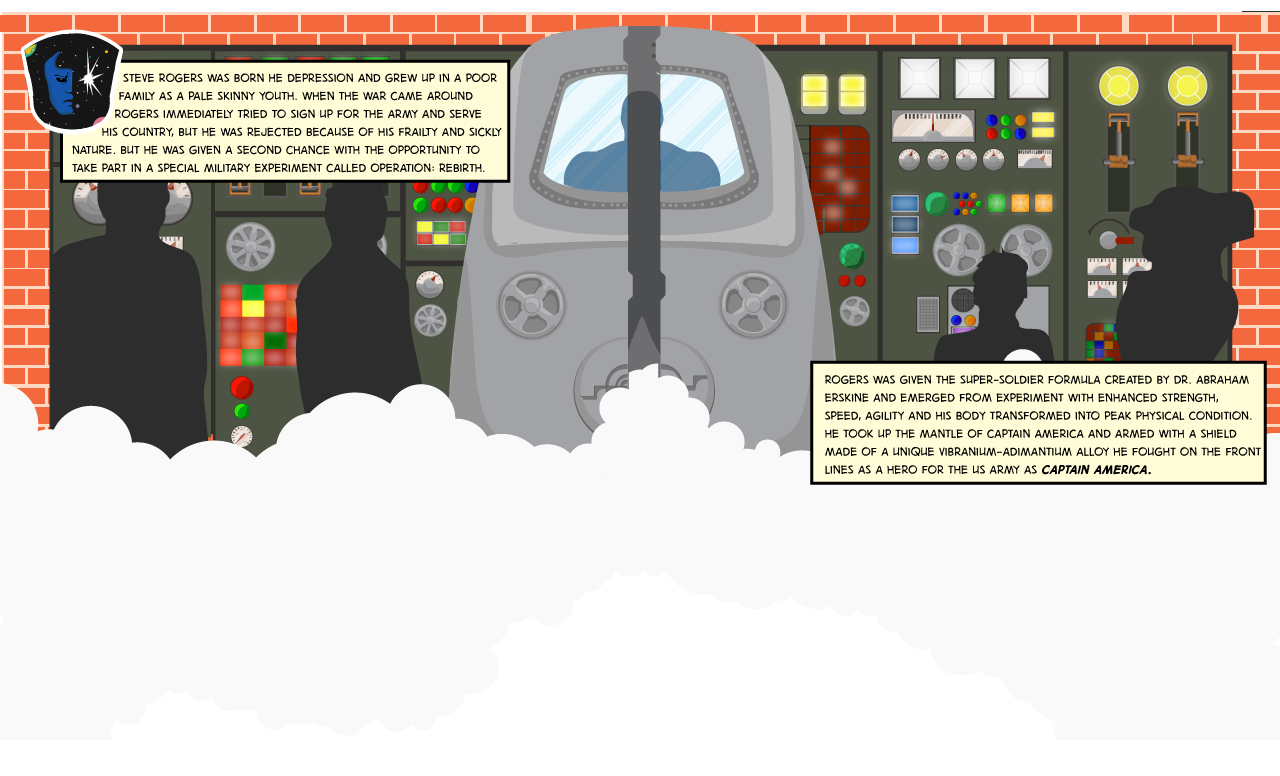 STEVE ROGERS WAS BORN HE DEPRESSION AND GREW UP IN A POOR
FAMILY AS A PALE SKINNY YOUTH. WHEN THE WAR CAME AROUND
ROGERS IMMEDIATELY TRIED TO SIGN UP FOR THE ARMY AND SERVE
HIS COUNTRY, BUT HE WAS REJECTED BECAUSE OF HIS FRAILTY AND SICKLY
NATURE. BUT HE WAS GIVEN A SECOND CHANCE WITH THE OPPORTUNITY TO
TAKE PART IN A SPECIAL MILITARY EXPERIMENT CALLED OPERATION: REBIRTH.
ROGERS WAS GIVEN THE SUPER-SOLDIER FORMULA CREATED BY DR. ABRAHAM
ERSKINE AND EMERGED FROM EXPERIMENT WITH ENHANCED STRENGTH,
SPEED, AGILITY AND HIS BODY TRANSFORMED INTO PEAK PHYSICAL CONDITION.
HE TOOK UP THE MANTLE OF CAPTAIN AMERICA AND ARMED WITH A SHIELD
MADE OF A UNIQUE VIBRANIUM-ADIMANTIUM ALLOY HE FOUGHT ON THE FRONT
LINES AS A HERO FOR THE US ARMY AS CAPTAIN AMERICA.